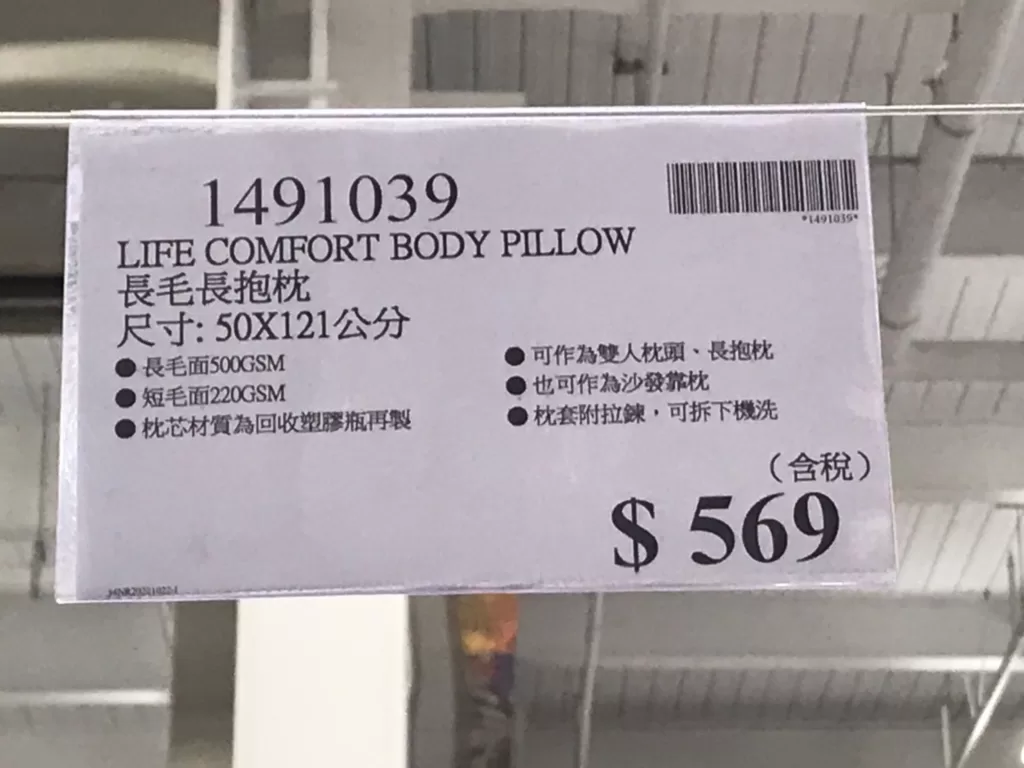 1491039
*1491039*
LIFE COMFORT BODY PILLOW
長毛長抱枕
尺寸: 50X121公分
●長毛面500GSM
●短毛面220GSM
●枕芯材質為回收塑膠瓶再製
●可作為雙人枕頭、長抱枕
●也可作為沙發靠枕
●枕套附拉鍊，可拆下機洗
（含稅）
$ 569